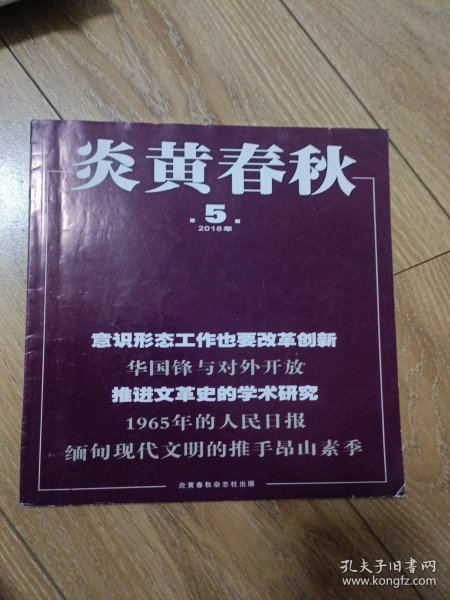 炎黄春秋
第5期
2016年
意识形态工作也要改革创新
华国锋与对外开放
推进文革史的学术研究
1965年的人民日报
缅甸现代文明的推手昂山素季
炎黄春秋杂志社出版
孔夫子旧书网
www.kongfz.com